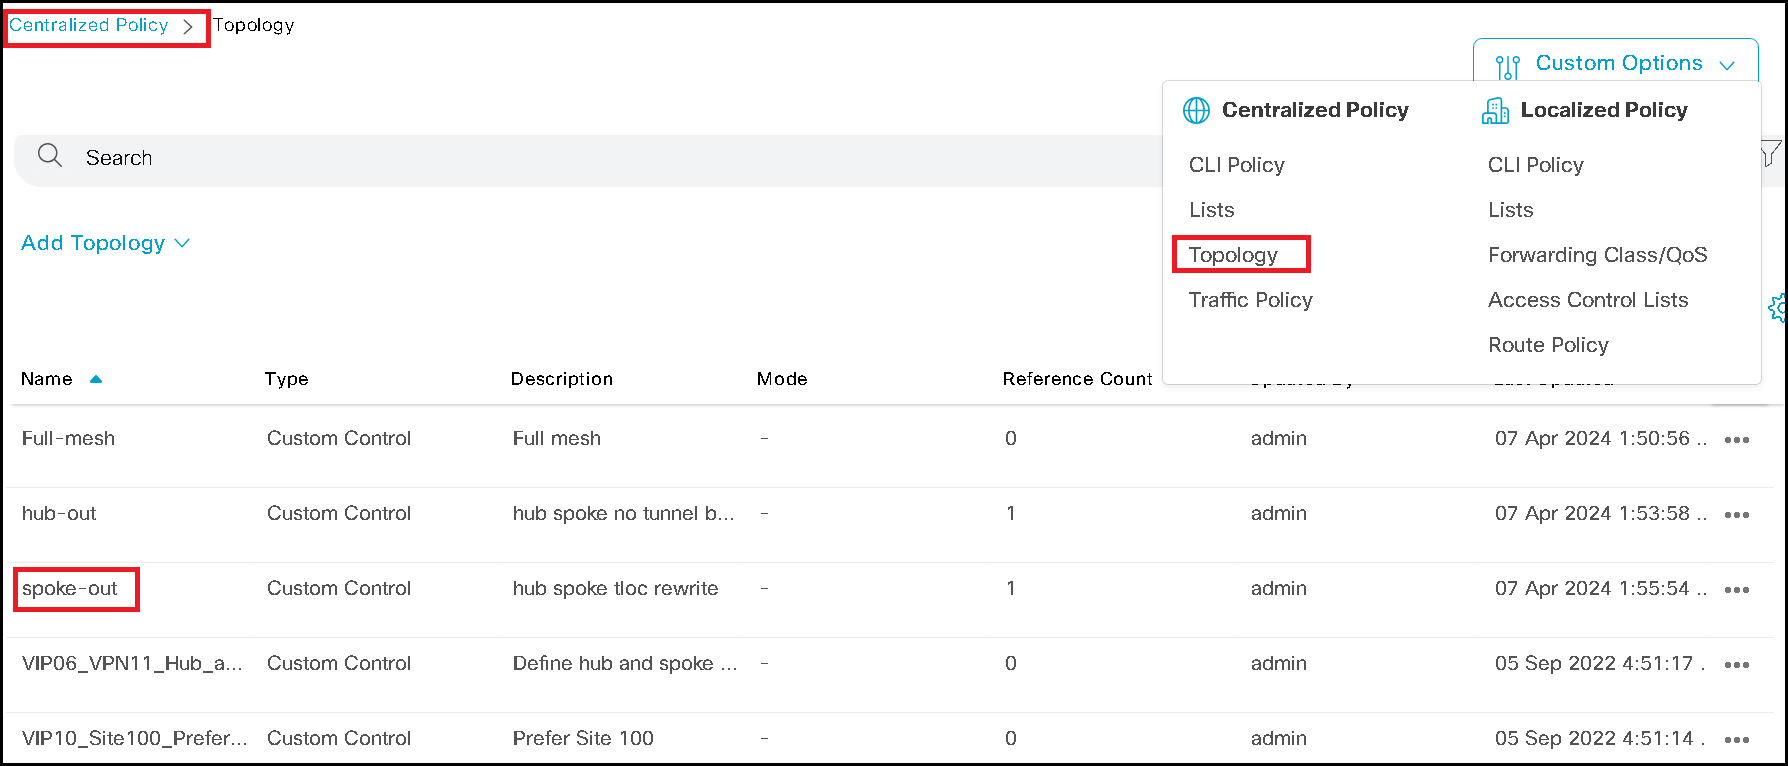 Centralized Policy > Topology
Custom Options
Centralized Policy
Localized Policy
CLI Policy
CLI Policy
Lists
Lists
Topology
Forwarding Class/QoS
Traffic Policy
Access Control Lists
Route Policy
Search
Add Topology
Name Type Description Mode Reference Count Updated By Last Updated
Full-mesh Custom Control Full mesh - 0 admin 07 Apr 2024 1:50:56 ..
hub-out Custom Control hub spoke no tunnel b... - 1 admin 07 Apr 2024 1:53:58 ..
spoke-out Custom Control hub spoke tloc rewrite - 1 admin 07 Apr 2024 1:55:54 ..
VIP06_VPN11_Hub_a... Custom Control Define hub and spoke ... - 0 admin 05 Sep 2022 4:51:17 .
VIP10_Site100_Prefer... Custom Control Prefer Site 100 - 0 admin 05 Sep 2022 4:51:14 .